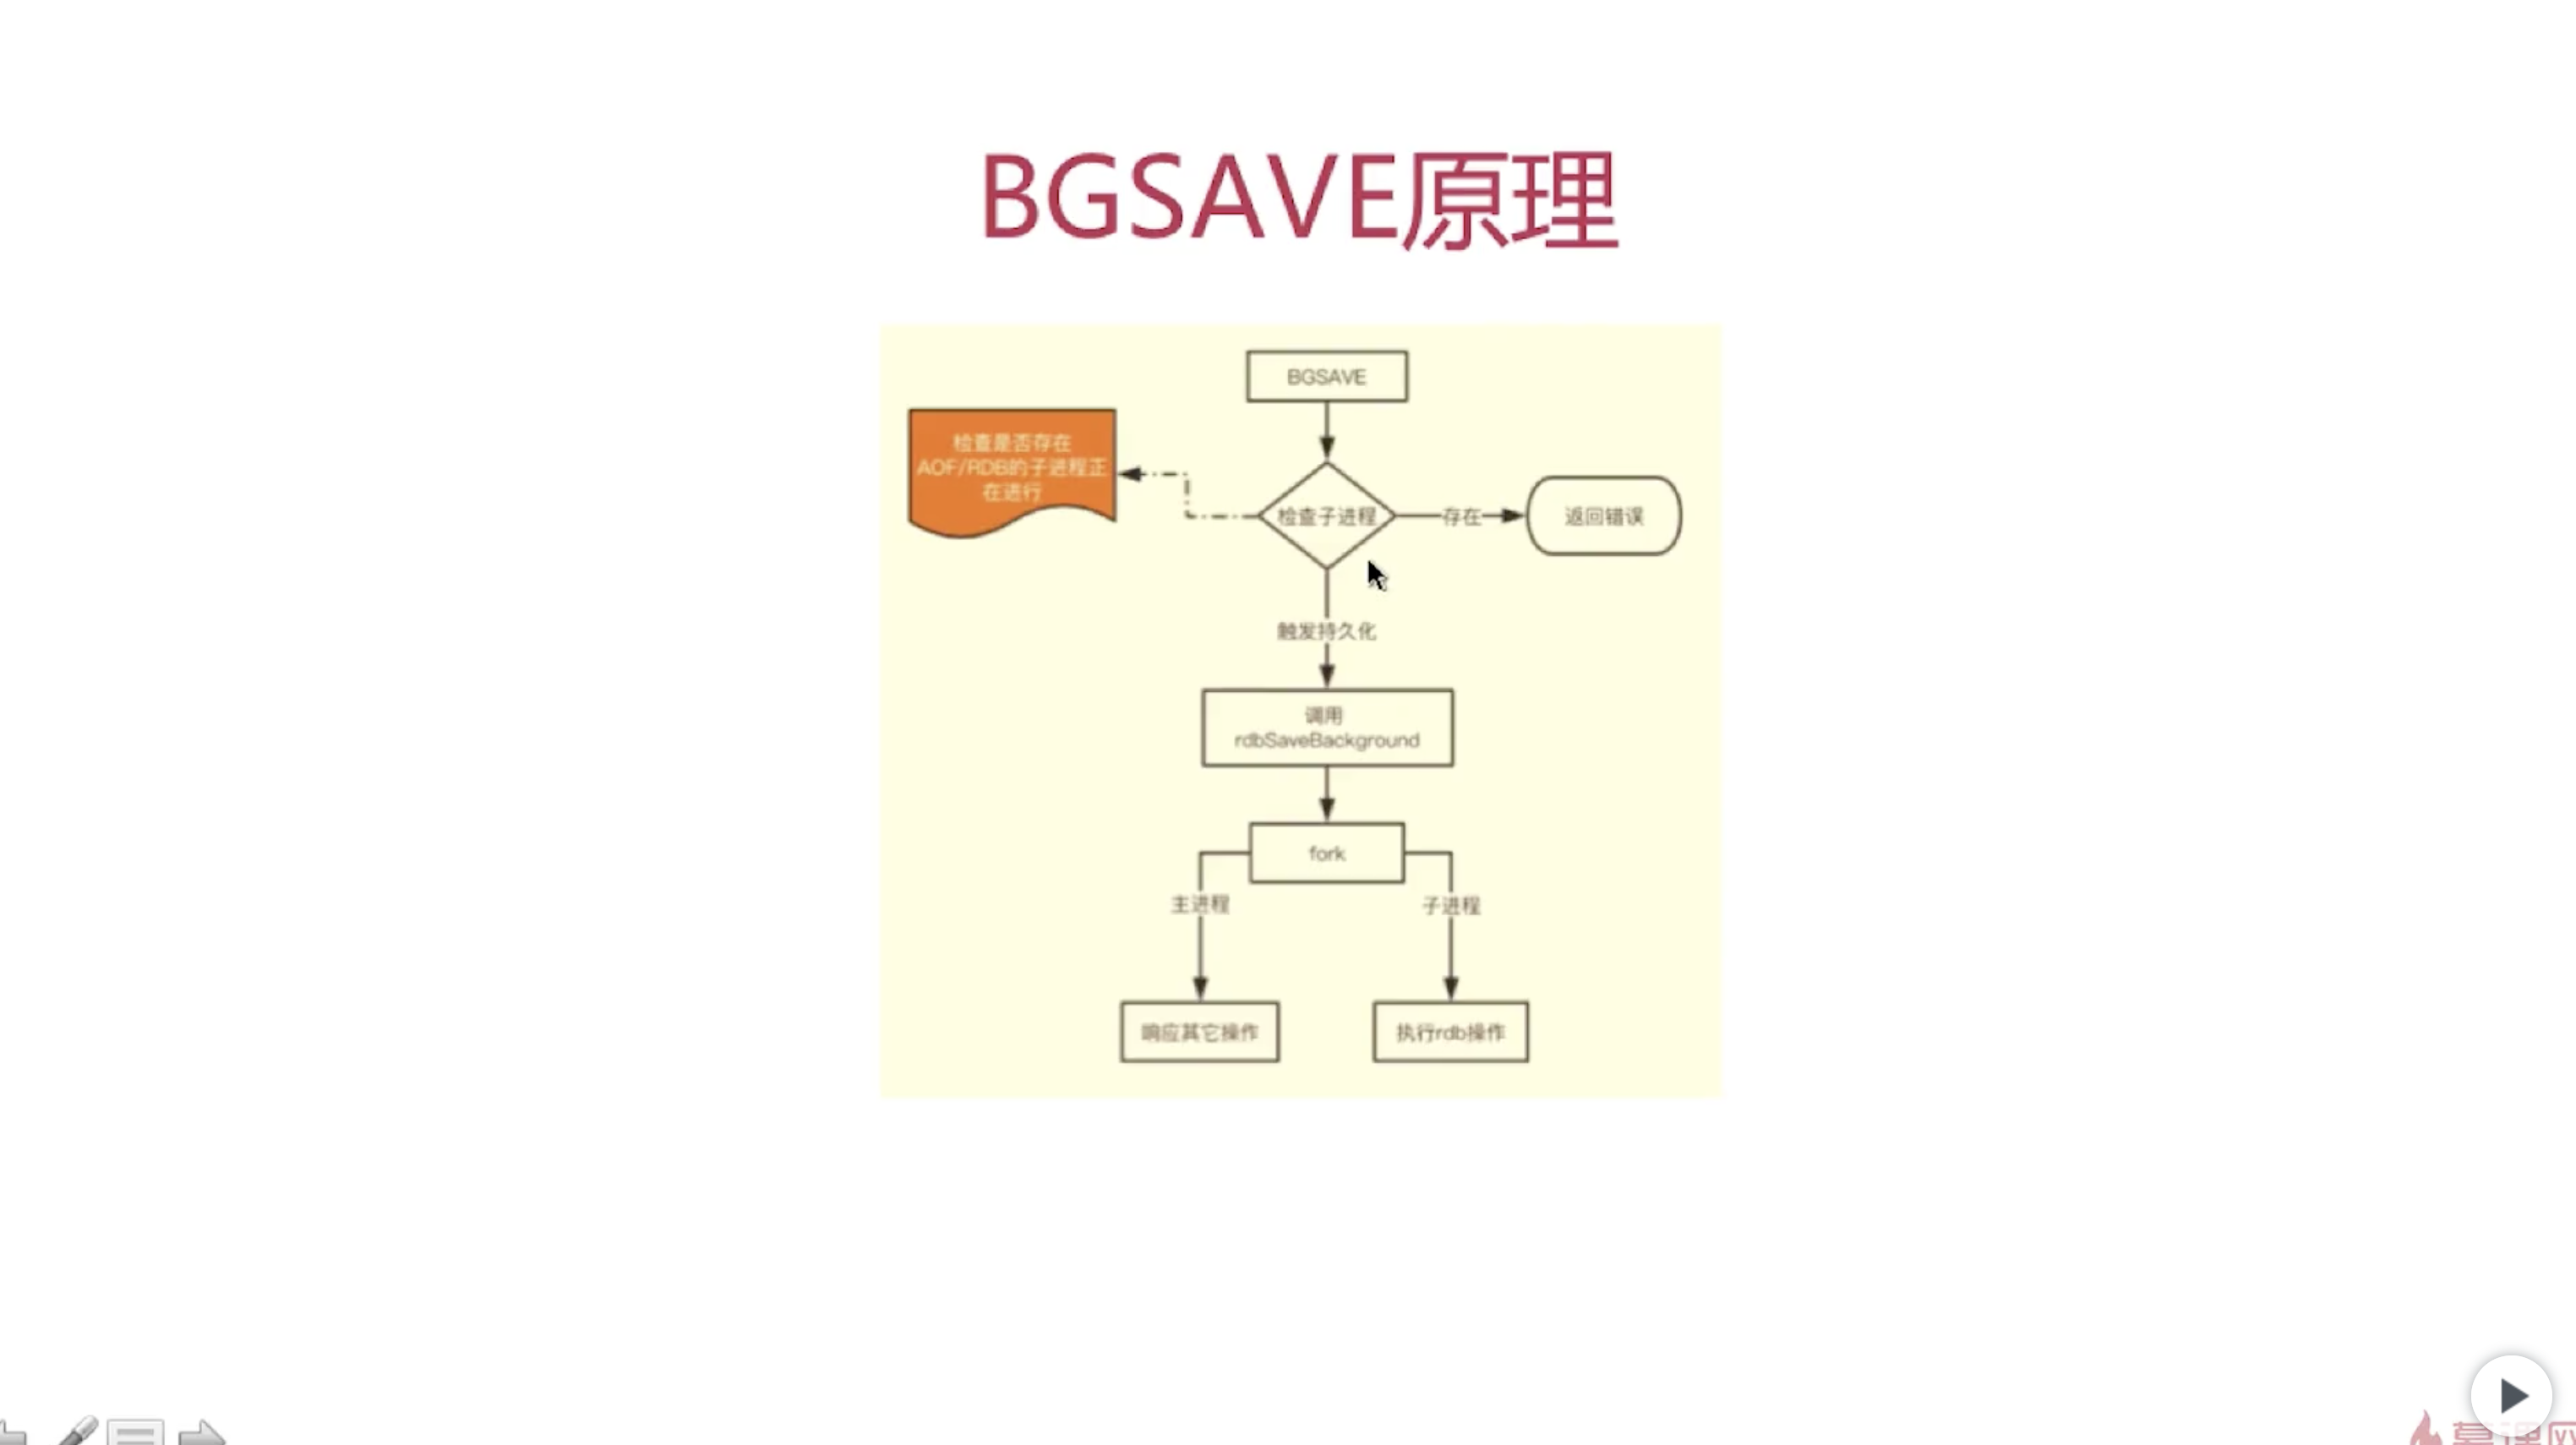 BGSAVE原理
BGSAVE
检查是否存在
AOF/RDB的子进程正
在进行
检查子进程
存在
返回错误
触发持久化
调用
rdbSaveBackground
fork
主进程
子进程
响应其它操作
执行rdb操作